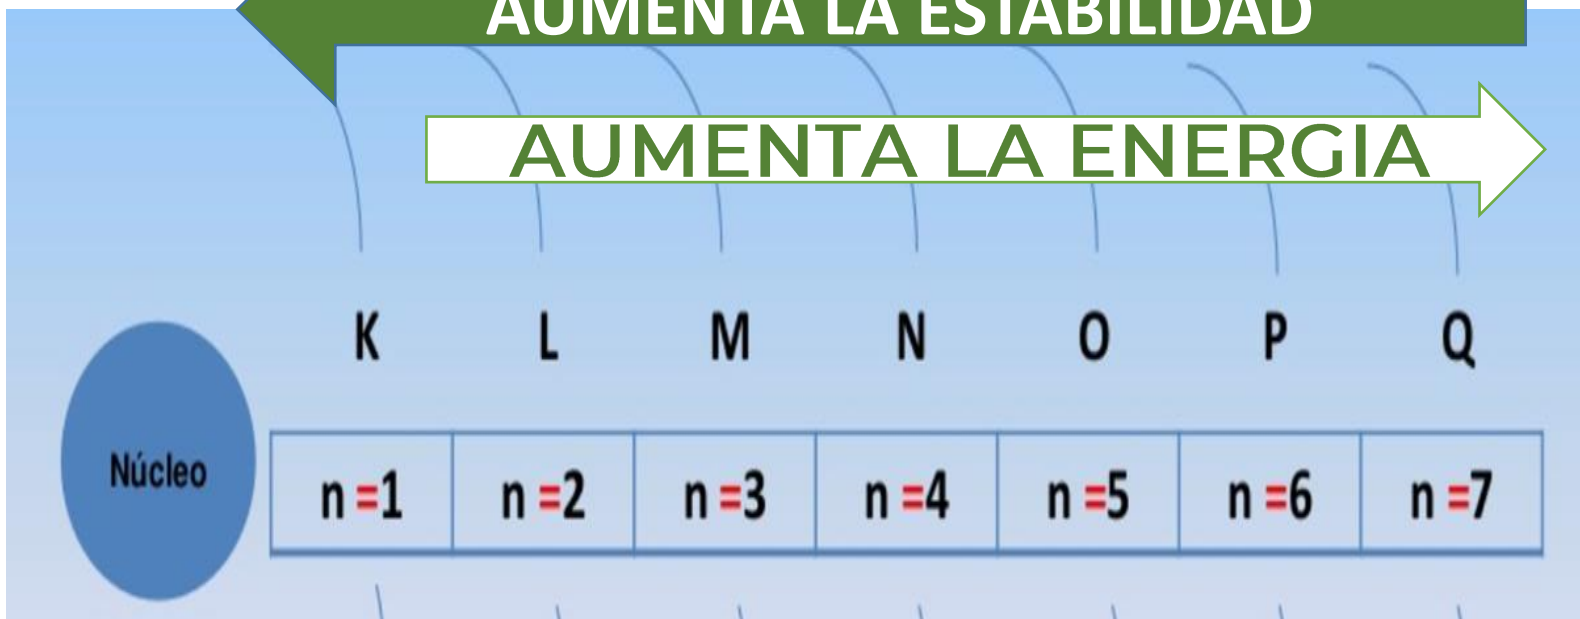 AUMENTA LA ESTABILIDAD
AUMENTA LA ENERGIA
K L M N O P Q
Núcleo
n =1 n =2 n =3 n =4 n =5 n =6 n =7